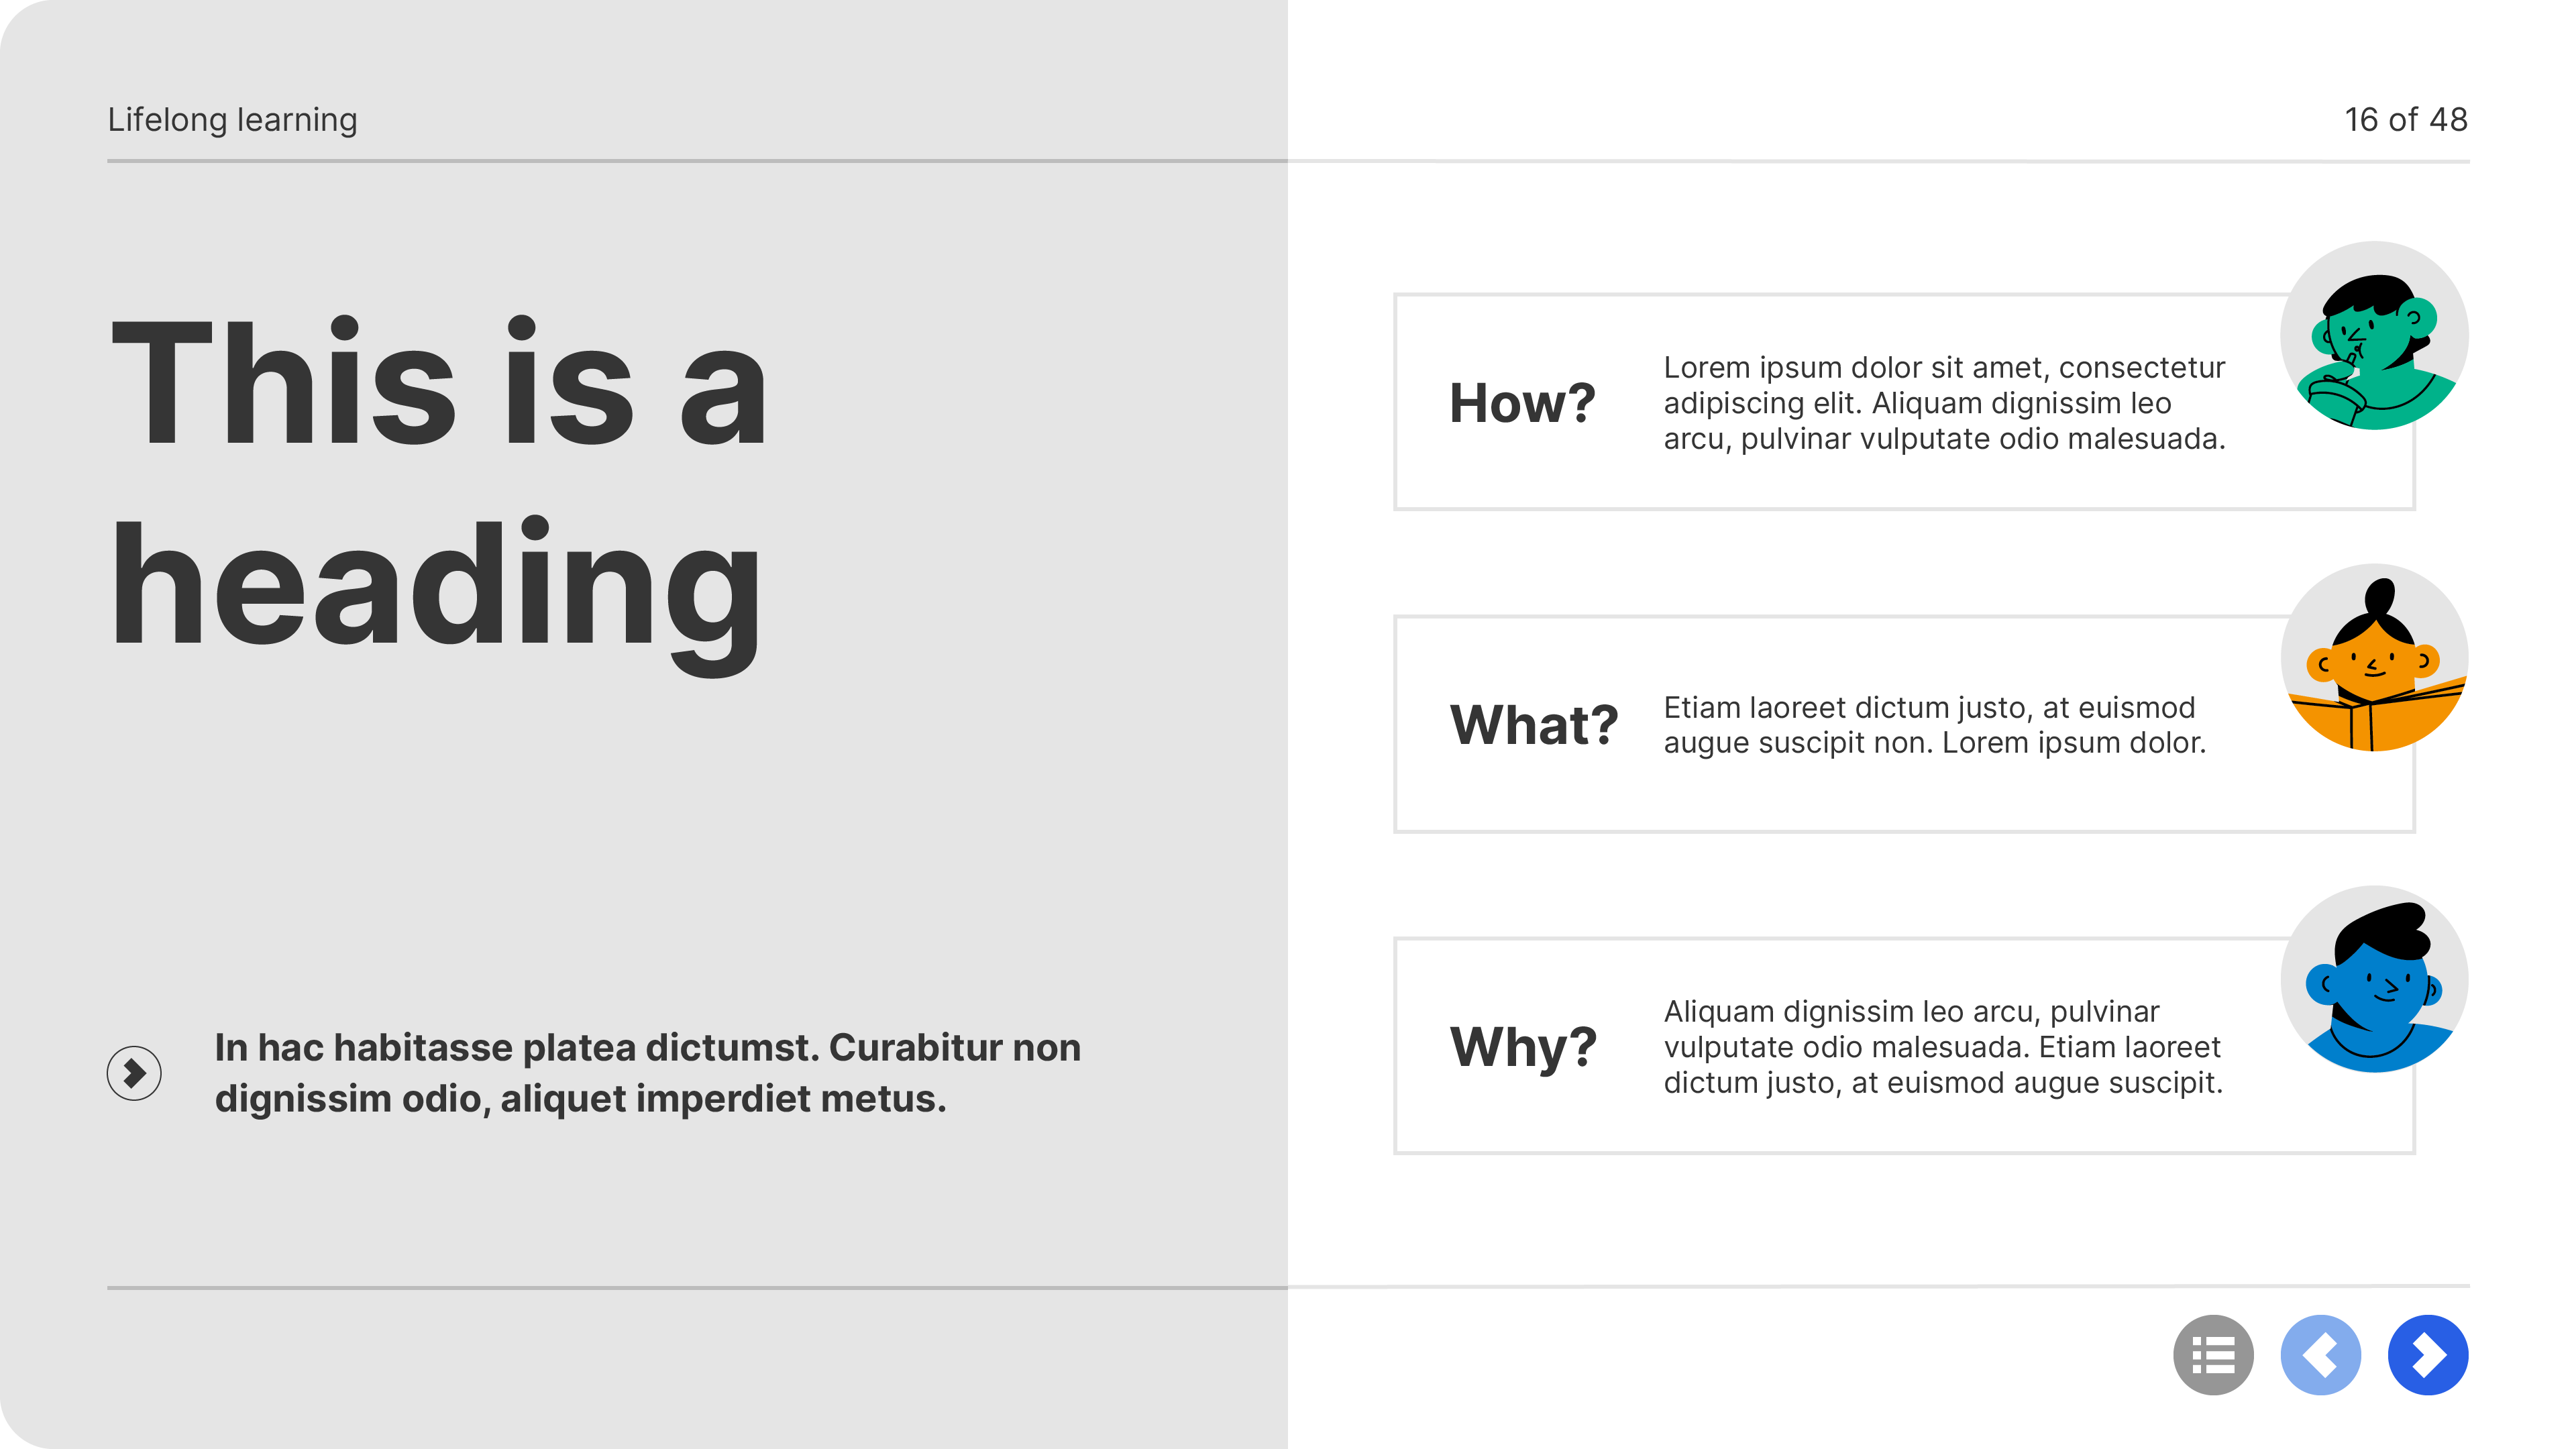 Lifelong learning
16 of 48
This is a
heading
In hac habitasse platea dictumst. Curabitur non
dignissim odio, aliquet imperdiet metus.
How?
Lorem ipsum dolor sit amet, consectetur
adipiscing elit. Aliquam dignissim leo
arcu, pulvinar vulputate odio malesuada.
What?
Etiam laoreet dictum justo, at euismod
augue suscipit non. Lorem ipsum dolor.
Why?
Aliquam dignissim leo arcu, pulvinar
vulputate odio malesuada. Etiam laoreet
dictum justo, at euismod augue suscipit.